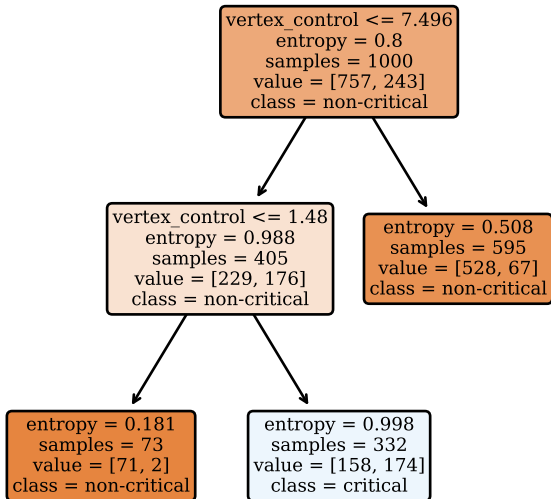 vertex_control <= 7.496
entropy = 0.8
samples = 1000
value = [757, 243]
class = non-critical
vertex_control <= 1.48
entropy = 0.988
samples = 405
value = [229, 176]
class = non-critical
entropy = 0.508
samples = 595
value = [528, 67]
class = non-critical
entropy = 0.181
samples = 73
value = [71, 2]
class = non-critical
entropy = 0.998
samples = 332
value = [158, 174]
class = critical